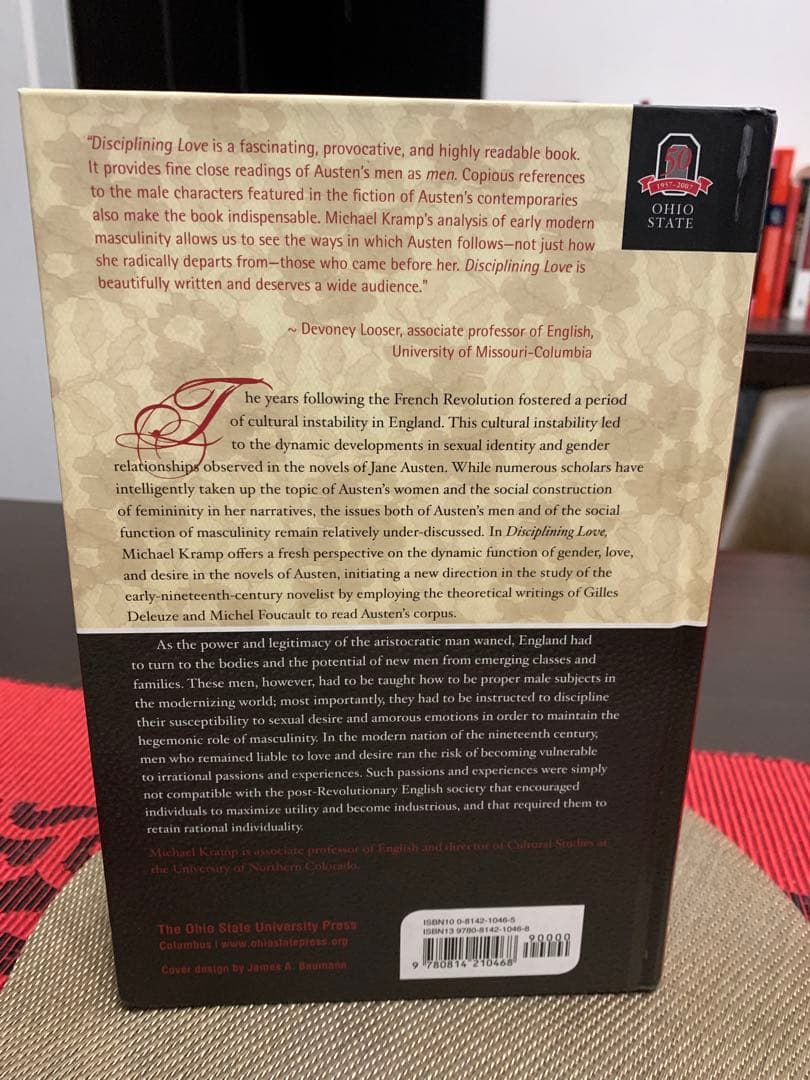 "Disciplining Love is a fascinating, provocative, and highly readable book.
It provides fine close readings of Austen's men as men. Copious references
to the male characters featured in the fiction of Austen's contemporaries
also make the book indispensable. Michael Kramp's analysis of early modern
masculinity allows us to see the ways in which Austen follows—not just how
she radically departs from—those who came before her. Disciplining Love is
beautifully written and deserves a wide audience."
~ Devoney Looser, associate professor of English,
University of Missouri-Columbia
50
1957-2007
OHIO
STATE
The years following the French Revolution fostered a period
of cultural instability in England. This cultural instability led
to the dynamic developments in sexual identity and gender
relationships observed in the novels of Jane Austen. While numerous scholars have
intelligently taken up the topic of Austen's women and the social construction
of femininity in her narratives, the issues both of Austen's men and of the social
function of masculinity remain relatively under-discussed. In Disciplining Love,
Michael Kramp offers a fresh perspective on the dynamic function of gender, love,
and desire in the novels of Austen, initiating a new direction in the study of the
early-nineteenth-century novelist by employing the theoretical writings of Gilles
Deleuze and Michel Foucault to read Austen's corpus.
As the power and legitimacy of the aristocratic man waned, England had
to turn to the bodies and the potential of new men from emerging classes and
families. These men, however, had to be taught how to be proper male subjects in
the modernizing world; most importantly, they had to be instructed to discipline
their susceptibility to sexual desire and amorous emotions in order to maintain the
hegemonic role of masculinity. In the modern nation of the nineteenth century,
men who remained liable to love and desire ran the risk of becoming vulnerable
to irrational passions and experiences. Such passions and experiences were simply
not compatible with the post-Revolutionary English society that encouraged
individuals to maximize utility and become industrious, and that required them to
retain rational individuality.
Michael Kramp is associate professor of English and director of Cultural Studies at
the University of Northern Colorado.
The Ohio State University Press
Columbus | www.ohiostatepress.org
Cover design by James A. Baumann
ISBN10 0-8142-1046-5
ISBN13 9780-8142-1046-8
90000
9 780814 210468